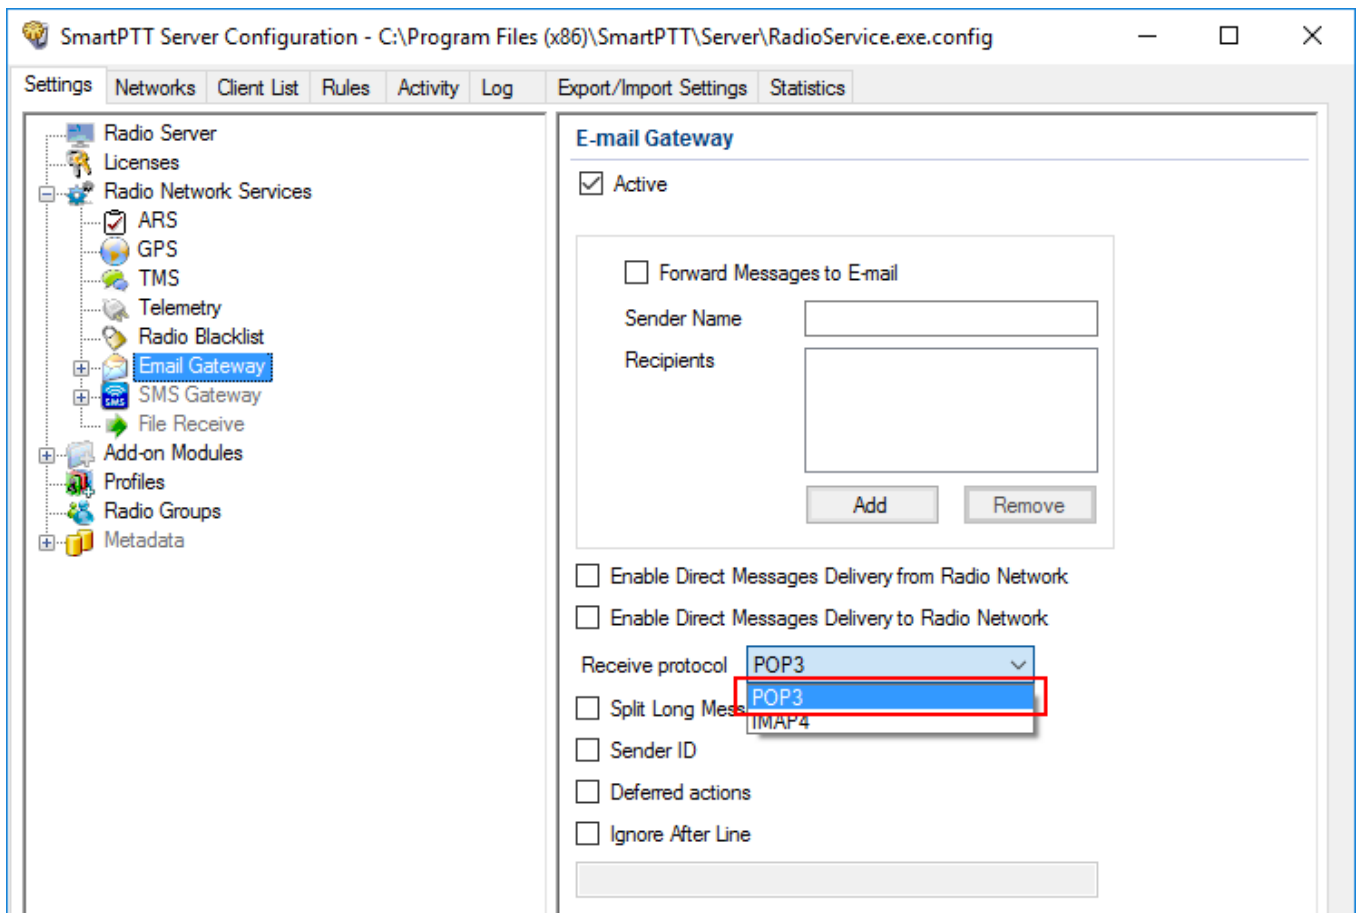 SmartPTT Server Configuration - C:\Program Files (x86)\SmartPTT\Server\RadioService.exe.config
Settings Networks Client List Rules Activity Log Export/Import Settings Statistics
Radio Server
Licenses
Radio Network Services
ARS
GPS
TMS
Telemetry
Radio Blacklist
Email Gateway
SMS
SMS Gateway
File Receive
Add-on Modules
Profiles
Radio Groups
Metadata
E-mail Gateway
Active
Forward Messages to E-mail
Sender Name
Recipients
Add Remove
Enable Direct Messages Delivery from Radio Network
Enable Direct Messages Delivery to Radio Network
Receive protocol POP3
POP3
IMAP4
Split Long Mess
Sender ID
Deferred actions
Ignore After Line